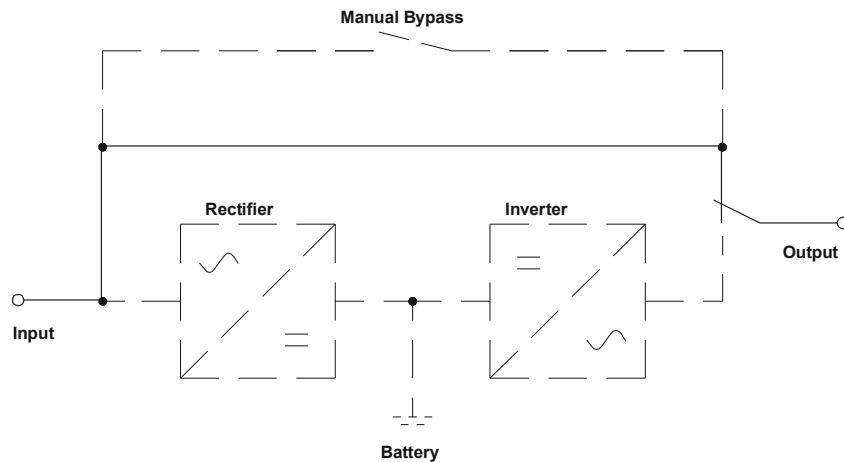 Manual Bypass
Rectifier
Inverter
Output
Input
Battery